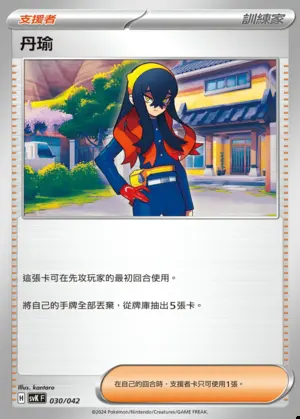 支援者 訓練家
丹瑜
這張卡可在先攻玩家的最初回合使用。
將自己的手牌全部丟棄，從牌庫抽出5張卡。
Illus. kantaro
H svK F 030/042
在自己的回合時，支援者卡只可使用1張。
©2024 Pokémon/Nintendo/Creatures/GAME FREAK.